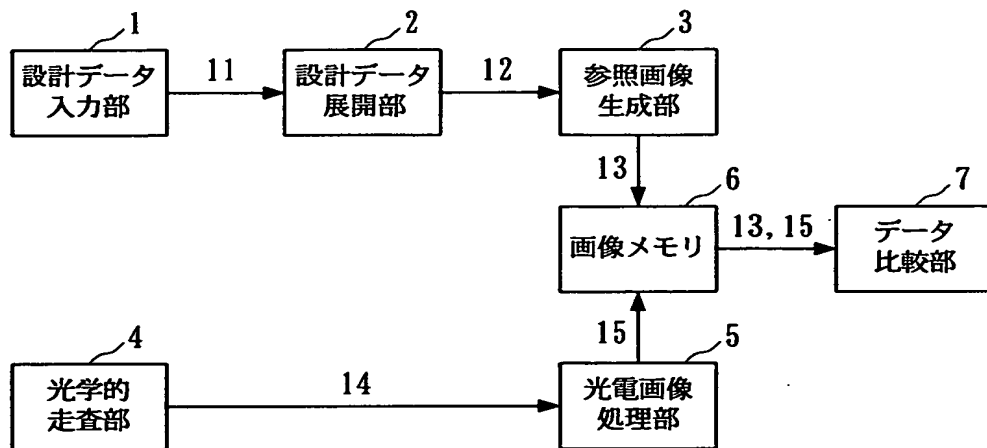 1
設計データ
入力部
11
2
設計データ
展開部
12
3
参照画像
生成部
13
6
画像メモリ
13, 15
7
データ
比較部
15
4
光学的
走査部
14
5
光電画像
処理部